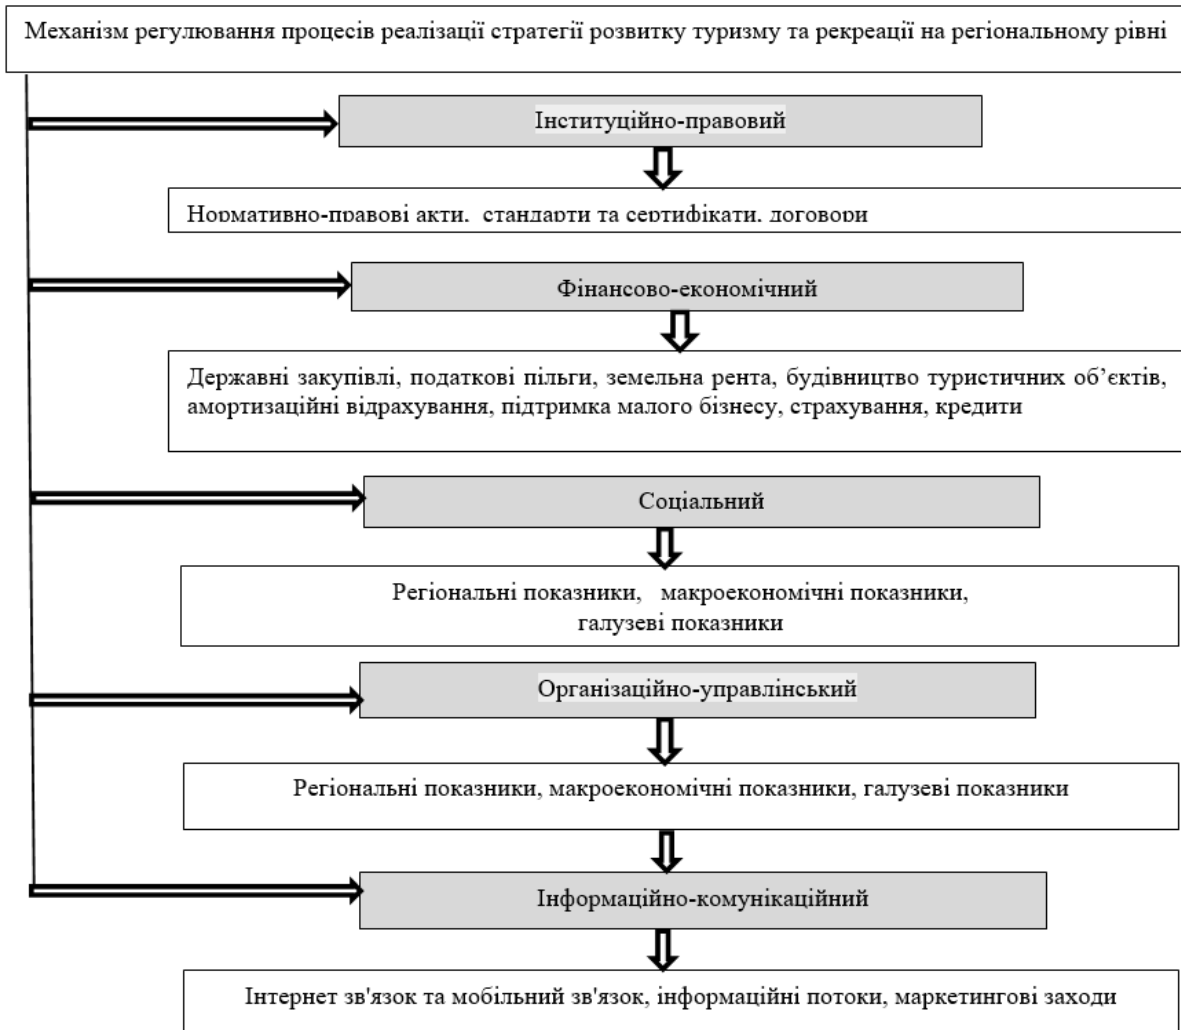 Механізм регулювання процесів реалізації стратегії розвитку туризму та рекреації на регіональному рівні
Інституційно-правовий
Нормативно-правові акти, стандарти та сертифікати, договори
Фінансово-економічний
Державні закупівлі, податкові пільги, земельна рента, будівництво туристичних об’єктів,
амортизаційні відрахування, підтримка малого бізнесу, страхування, кредити
Соціальний
Регіональні показники, макроекономічні показники,
галузеві показники
Організаційно-управлінський
Регіональні показники, макроекономічні показники, галузеві показники
Інформаційно-комунікаційний
Інтернет зв'язок та мобільний зв'язок, інформаційні потоки, маркетингові заходи